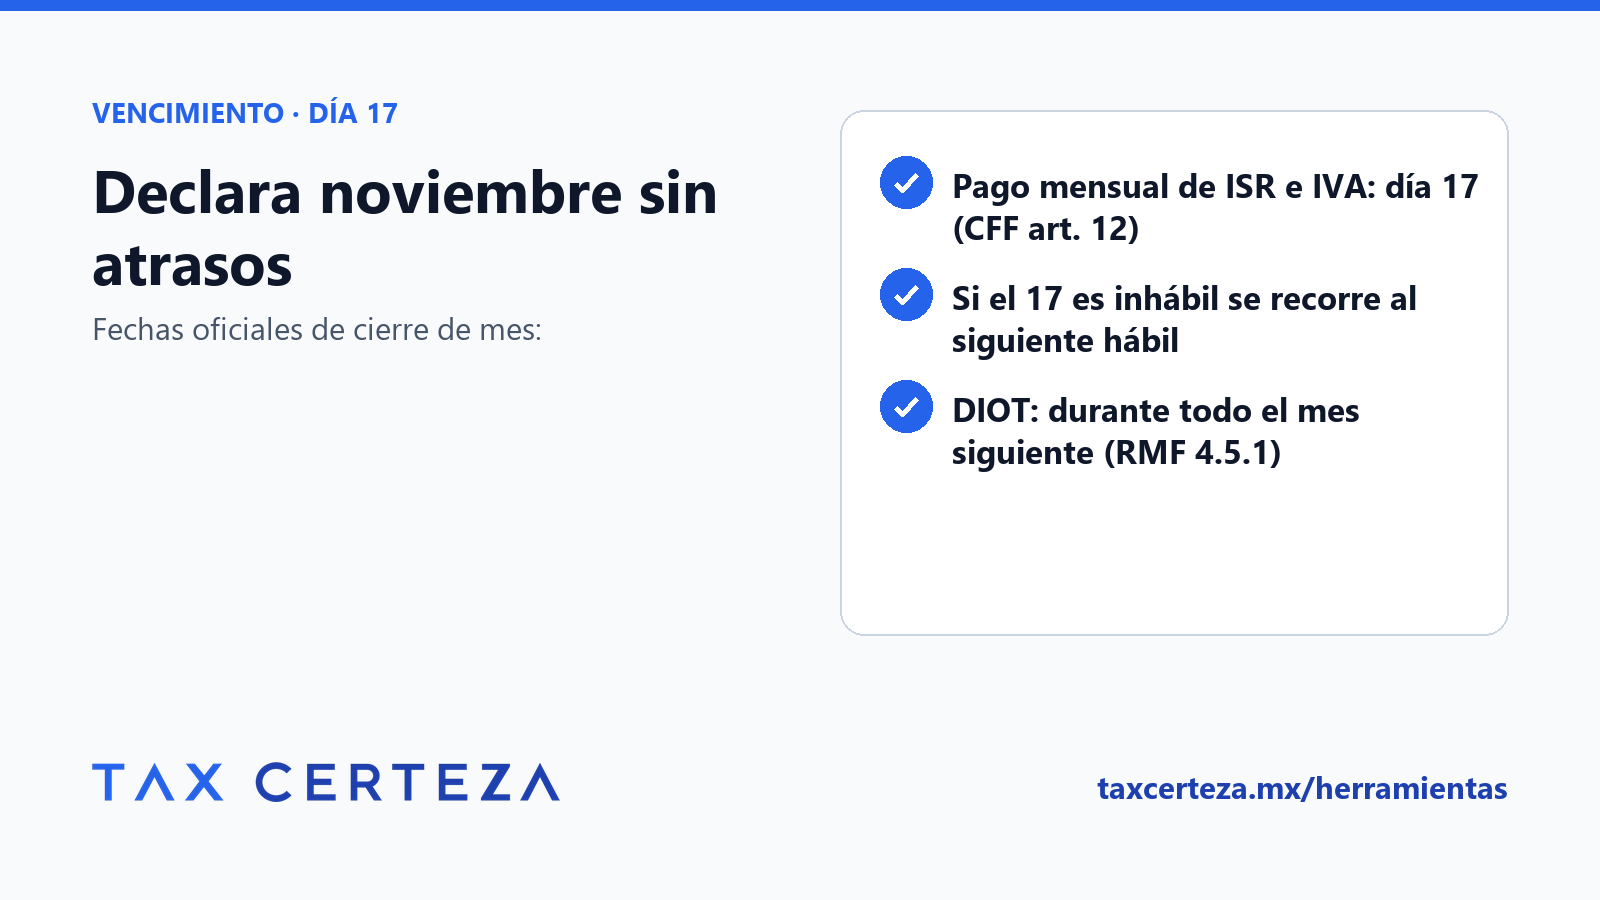 VENCIMIENTO · DÍA 17
Declara noviembre sin
atrasos
Fechas oficiales de cierre de mes:
Pago mensual de ISR e IVA: día 17
(CFF art. 12)
Si el 17 es inhábil se recorre al
siguiente hábil
DIOT: durante todo el mes
siguiente (RMF 4.5.1)
TAX CERTEZA
taxcerteza.mx/herramientas